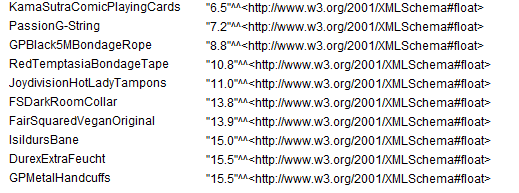 KamaSutraComicPlayingCards "6.5"^^<http://www.w3.org/2001/XMLSchema#float>
PassionG-String "7.2"^^<http://www.w3.org/2001/XMLSchema#float>
GPBlack5MBondageRope "8.8"^^<http://www.w3.org/2001/XMLSchema#float>
RedTemptasiaBondageTape "10.8"^^<http://www.w3.org/2001/XMLSchema#float>
JoydivisionHotLadyTampons "11.0"^^<http://www.w3.org/2001/XMLSchema#float>
FSDarkRoomCollar "13.8"^^<http://www.w3.org/2001/XMLSchema#float>
FairSquaredVeganOriginal "13.9"^^<http://www.w3.org/2001/XMLSchema#float>
IsildursBane "15.0"^^<http://www.w3.org/2001/XMLSchema#float>
DurexExtraFeucht "15.5"^^<http://www.w3.org/2001/XMLSchema#float>
GPMetalHandcuffs "15.5"^^<http://www.w3.org/2001/XMLSchema#float>